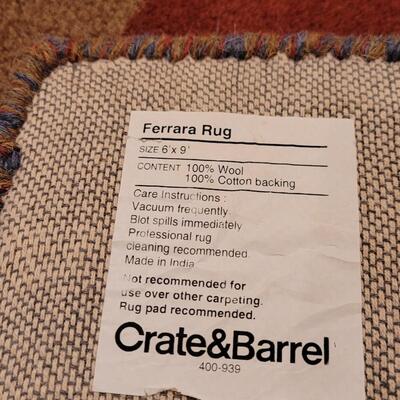 Ferrara Rug
SIZE 6' x 9'
CONTENT 100% Wool
100% Cotton backing
Care Instructions :
Vacuum frequently
Blot spills immediately
Professional rug
cleaning recommended.
Made in India
Not recommended for
use over other carpeting.
Rug pad recommended.
Crate&Barrel
400-939